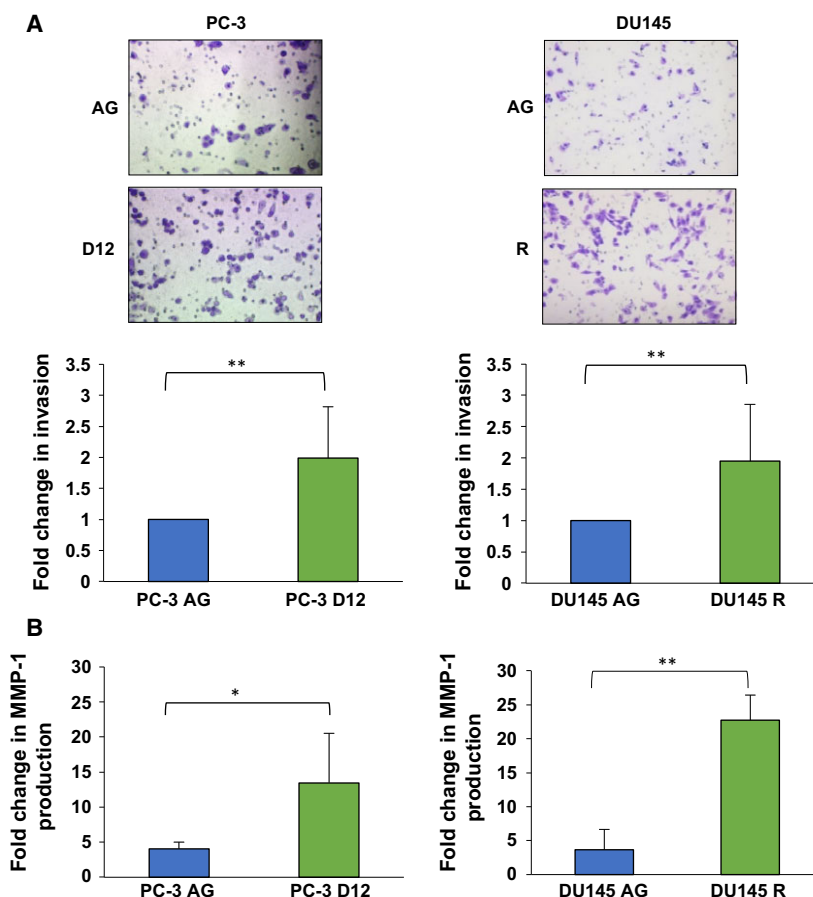 A
PC-3
DU145
AG
AG
D12
R
Fold change in invasion
3.5
3
2.5
2
1.5
1
0.5
0
**
PC-3 AG
PC-3 D12
Fold change in invasion
3.5
3
2.5
2
1.5
1
0.5
0
**
DU145 AG
DU145 R
B
Fold change in MMP-1
production
30
25
20
15
10
5
0
*
PC-3 AG
PC-3 D12
Fold change in MMP-1
production
30
25
20
15
10
5
0
**
DU145 AG
DU145 R